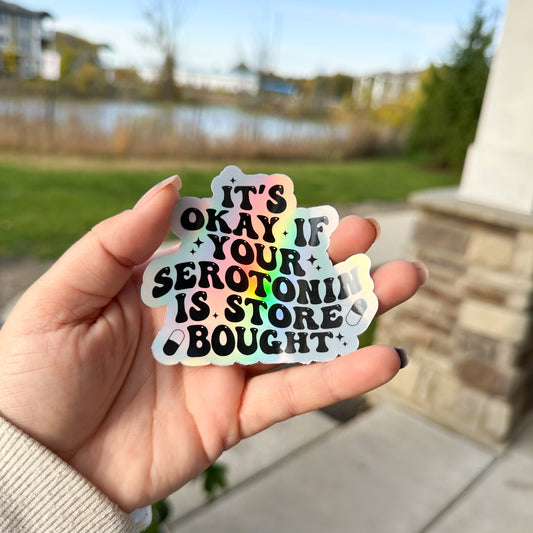 IT'S
OKAY IF
YOUR
SEROTONIN
IS STORE
BOUGHT